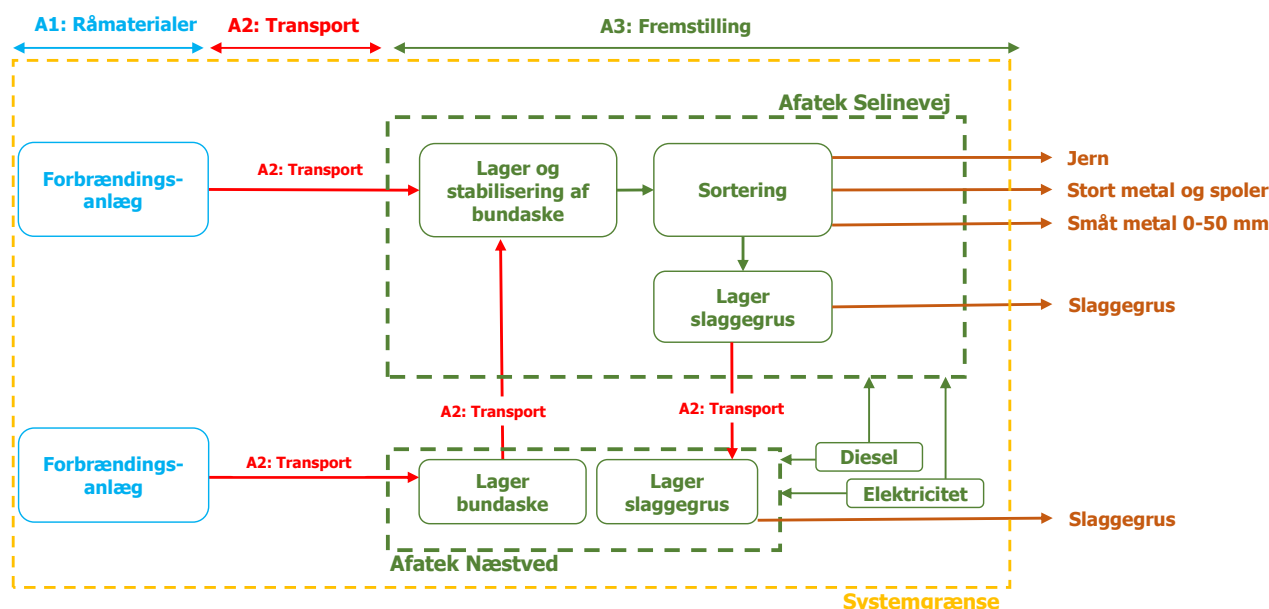 A1: Råmaterialer
A2: Transport
A3: Fremstilling
Afatek Selinevej
Forbrændings-
anlæg
A2: Transport
Lager og
stabilisering af
bundaske
Sortering
Jern
Stort metal og spoler
Småt metal 0-50 mm
Lager
slaggegrus
Slaggegrus
A2: Transport
A2: Transport
Forbrændings-
anlæg
A2: Transport
Lager
bundaske
Lager
slaggegrus
Diesel
Elektricitet
Slaggegrus
Afatek Næstved
Systemgrænse